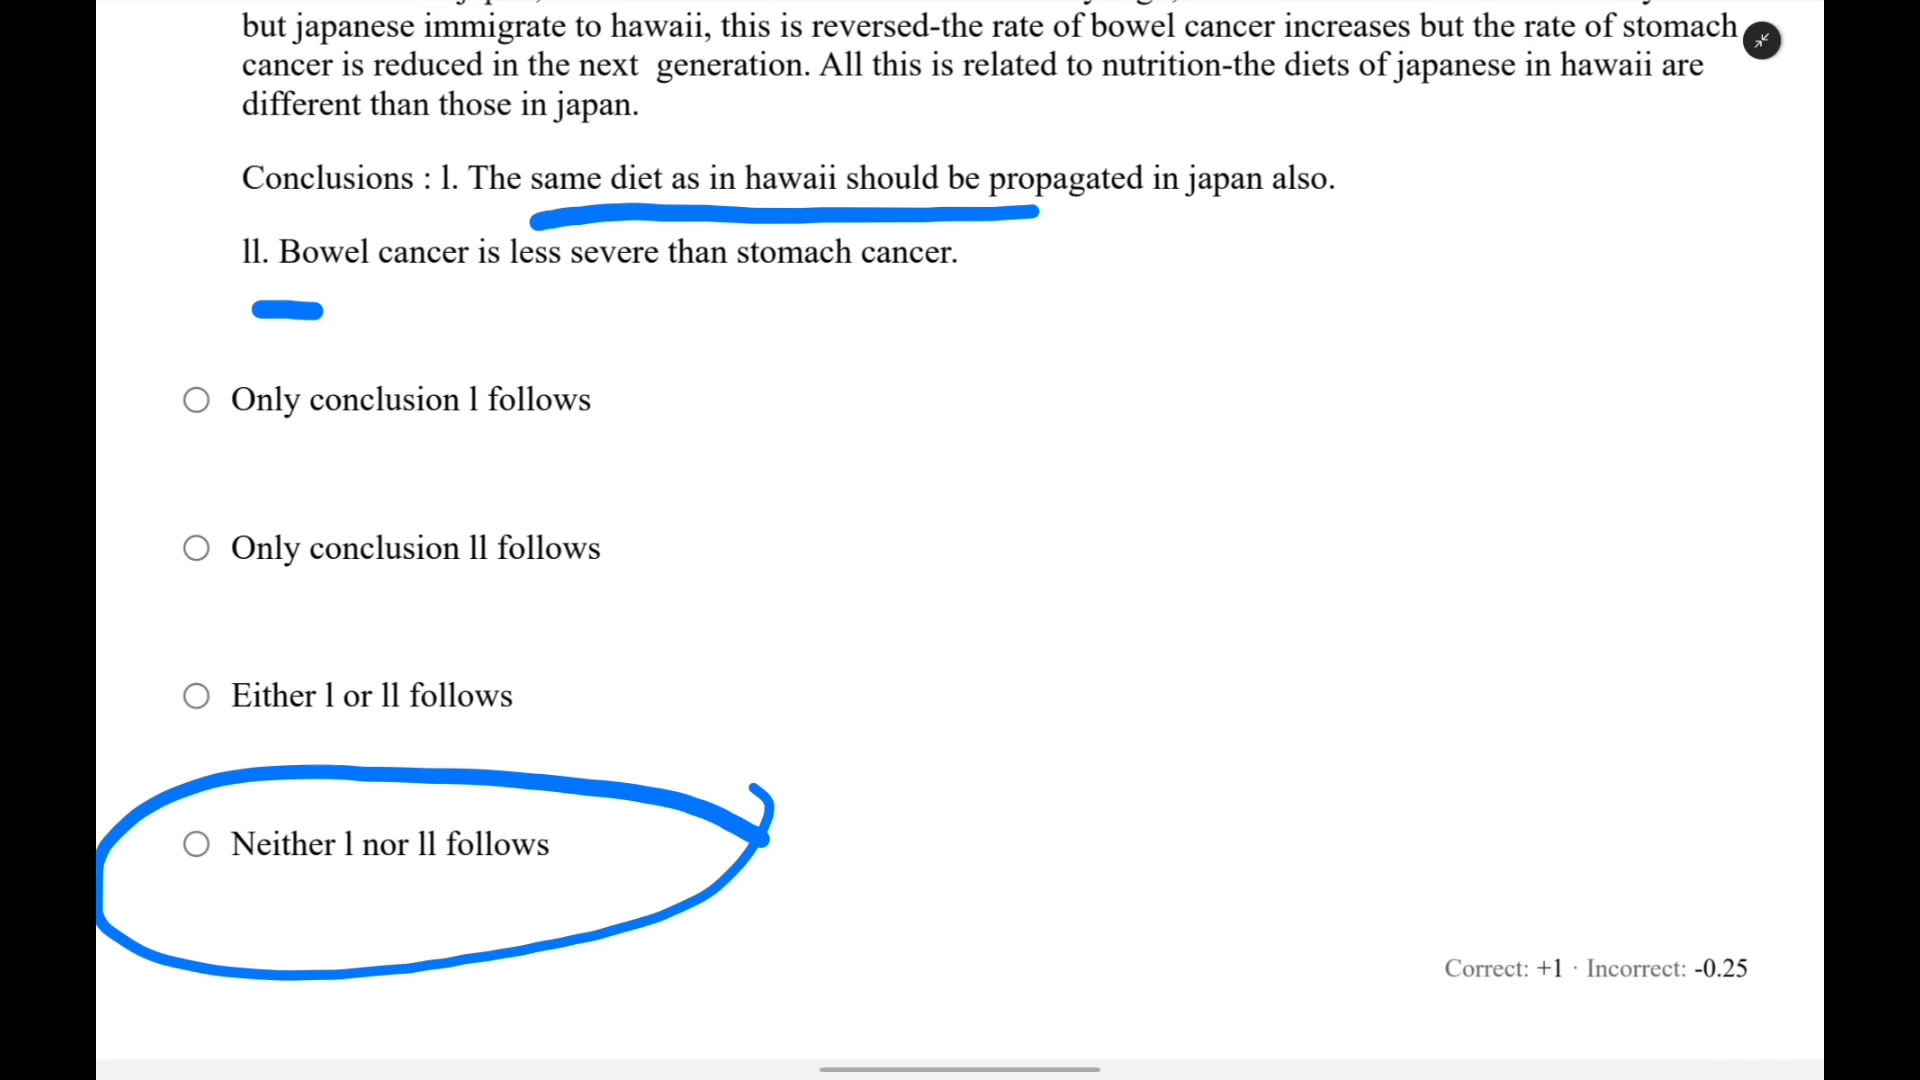 but japanese immigrate to hawaii, this is reversed-the rate of bowel cancer increases but the rate of stomach
cancer is reduced in the next generation. All this is related to nutrition-the diets of japanese in hawaii are
different than those in japan.
Conclusions : l. The same diet as in hawaii should be propagated in japan also.
ll. Bowel cancer is less severe than stomach cancer.
Only conclusion l follows
Only conclusion ll follows
Either l or ll follows
Neither l nor ll follows
Correct: +1 · Incorrect: -0.25